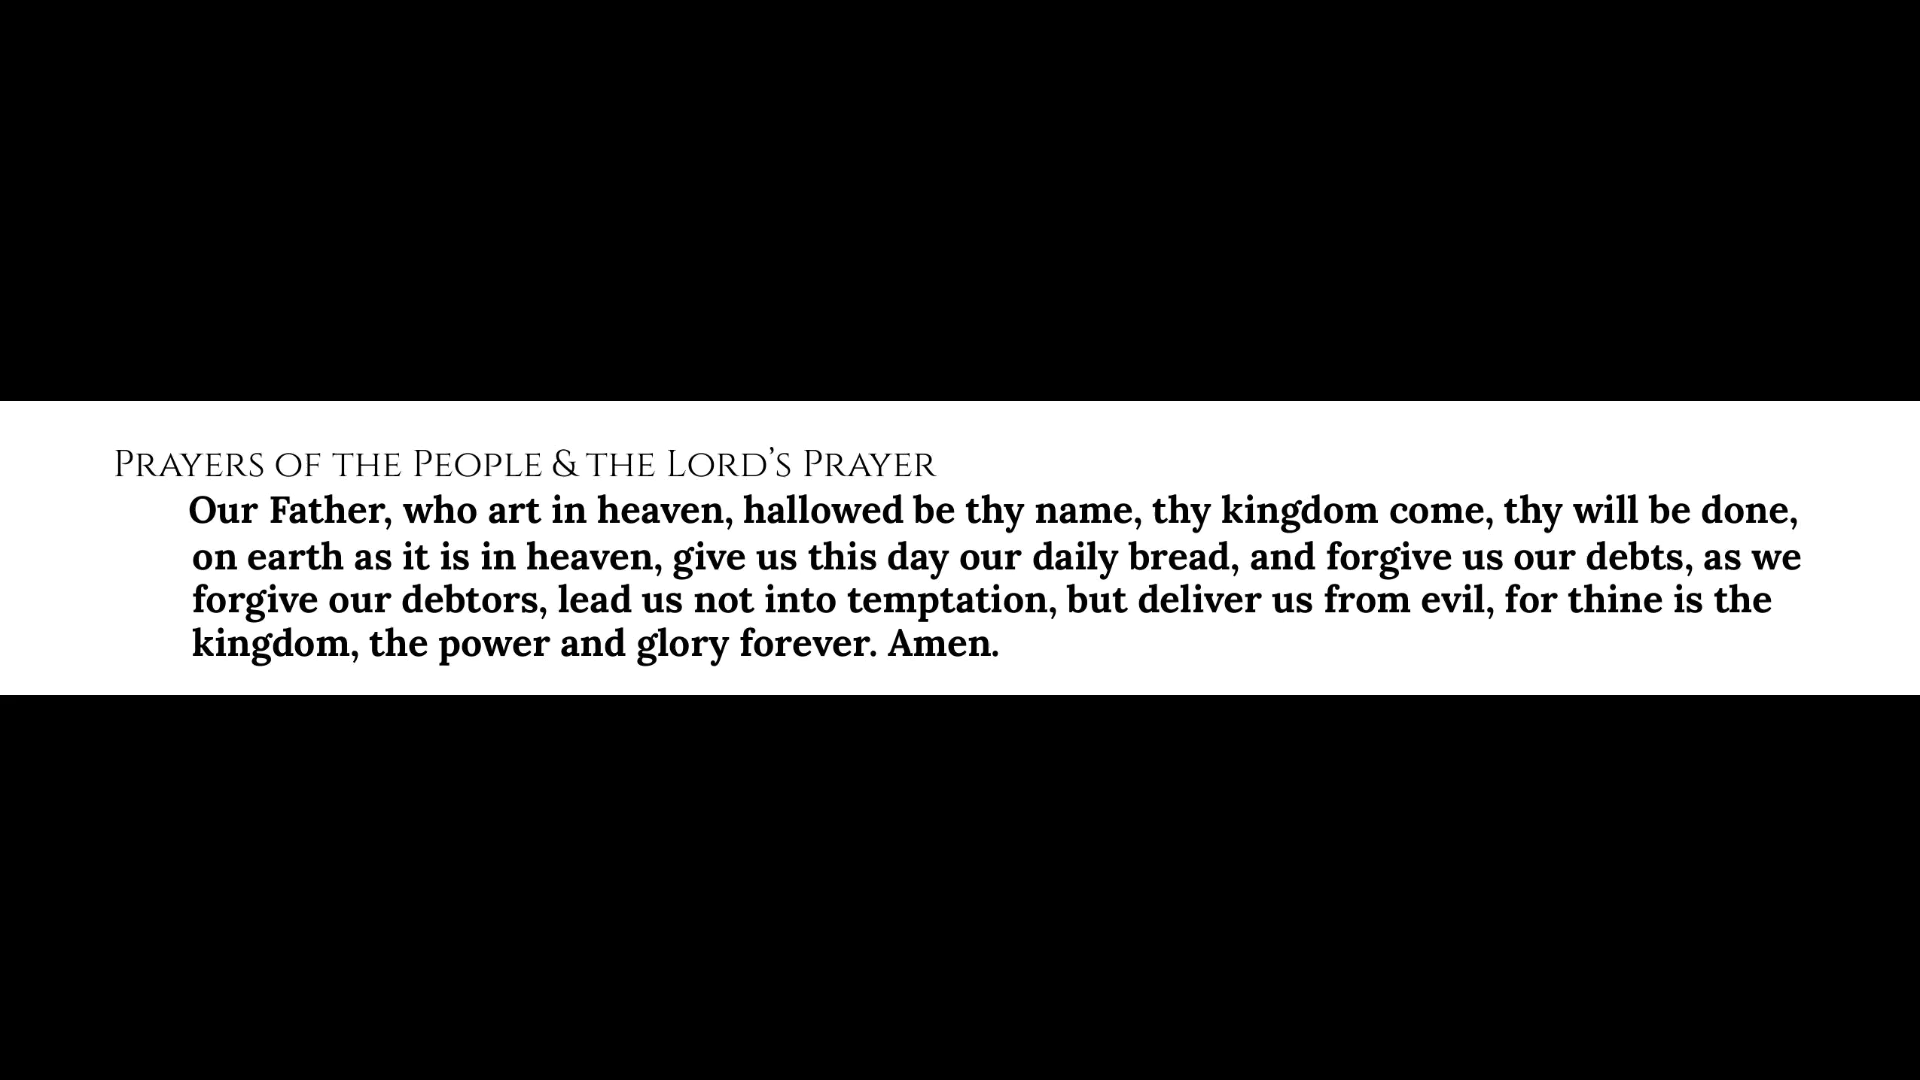 Prayers of the People & the Lord’s Prayer
Our Father, who art in heaven, hallowed be thy name, thy kingdom come, thy will be done,
on earth as it is in heaven, give us this day our daily bread, and forgive us our debts, as we
forgive our debtors, lead us not into temptation, but deliver us from evil, for thine is the
kingdom, the power and glory forever. Amen.